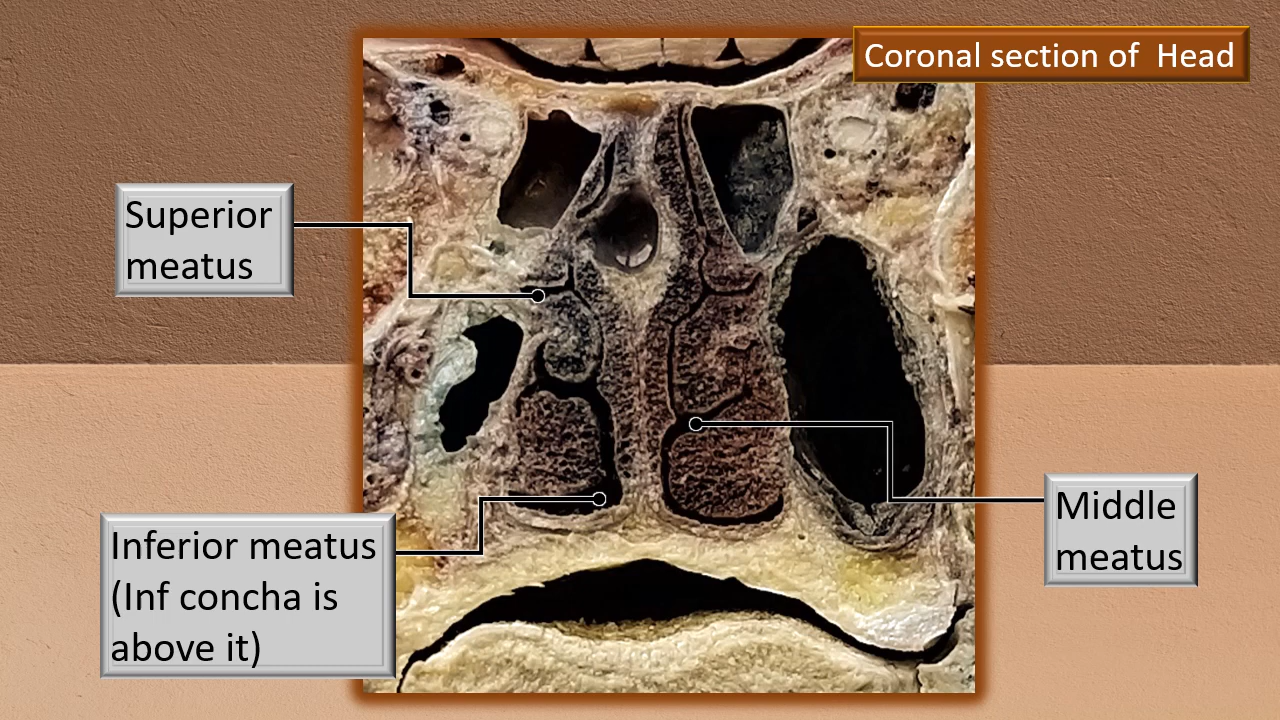 Coronal section of  Head
Superior
meatus
Inferior meatus
(Inf concha is
above it)
Middle
meatus